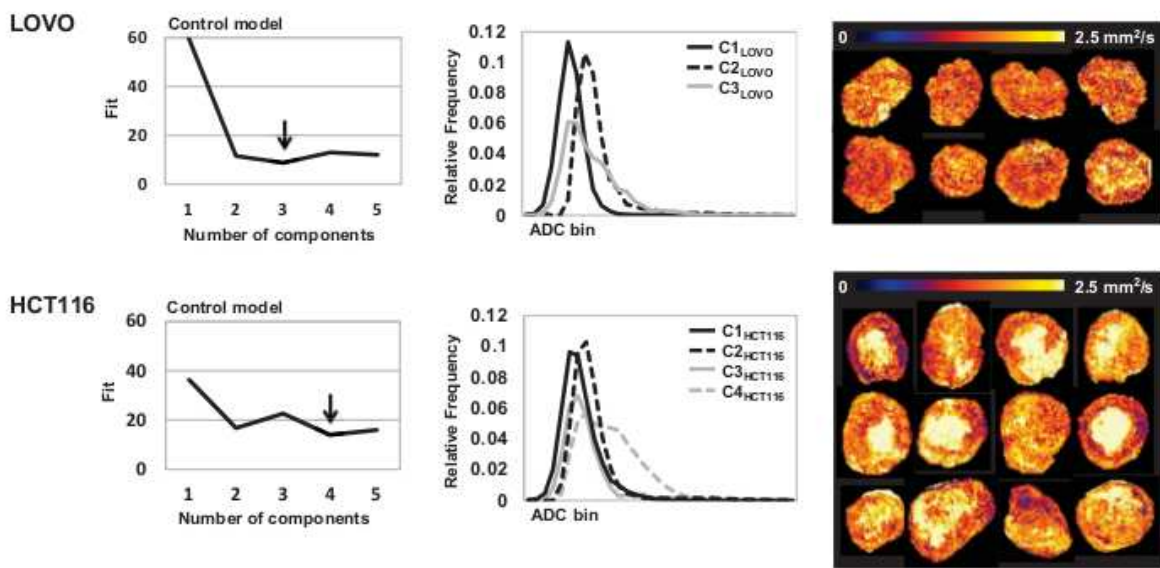 LOVO
Control model
60
40
20
0
Fit
1 2 3 4 5
Number of components
0.12
0.1
0.08
0.06
0.04
0.02
0
Relative Frequency
ADC bin
C1LOVO
C2LOVO
C3LOVO
0 2.5 mm²/s
HCT116
Control model
60
40
20
0
Fit
1 2 3 4 5
Number of components
0.12
0.1
0.08
0.06
0.04
0.02
0
Relative Frequency
ADC bin
C1HCT116
C2HCT116
C3HCT116
C4HCT116
0 2.5 mm²/s